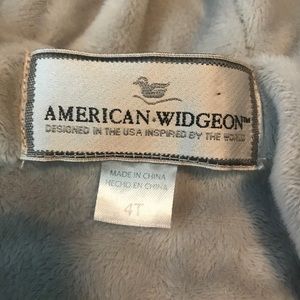 AMERICAN·WIDGEON™
DESIGNED IN THE USA INSPIRED BY THE WORLD
MADE IN CHINA
HECHO EN CHINA
4T